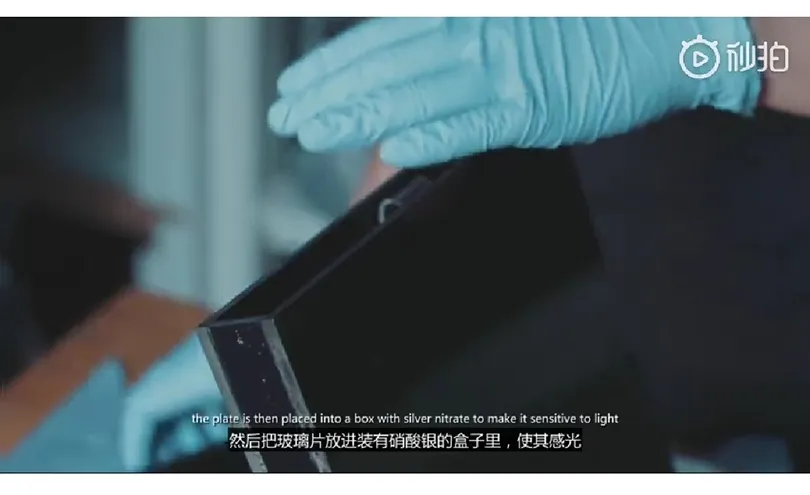 秒拍
the plate is then placed into a box with silver nitrate to make it sensitive to light
然后把玻璃片放进装有硝酸银的盒子里，使其感光